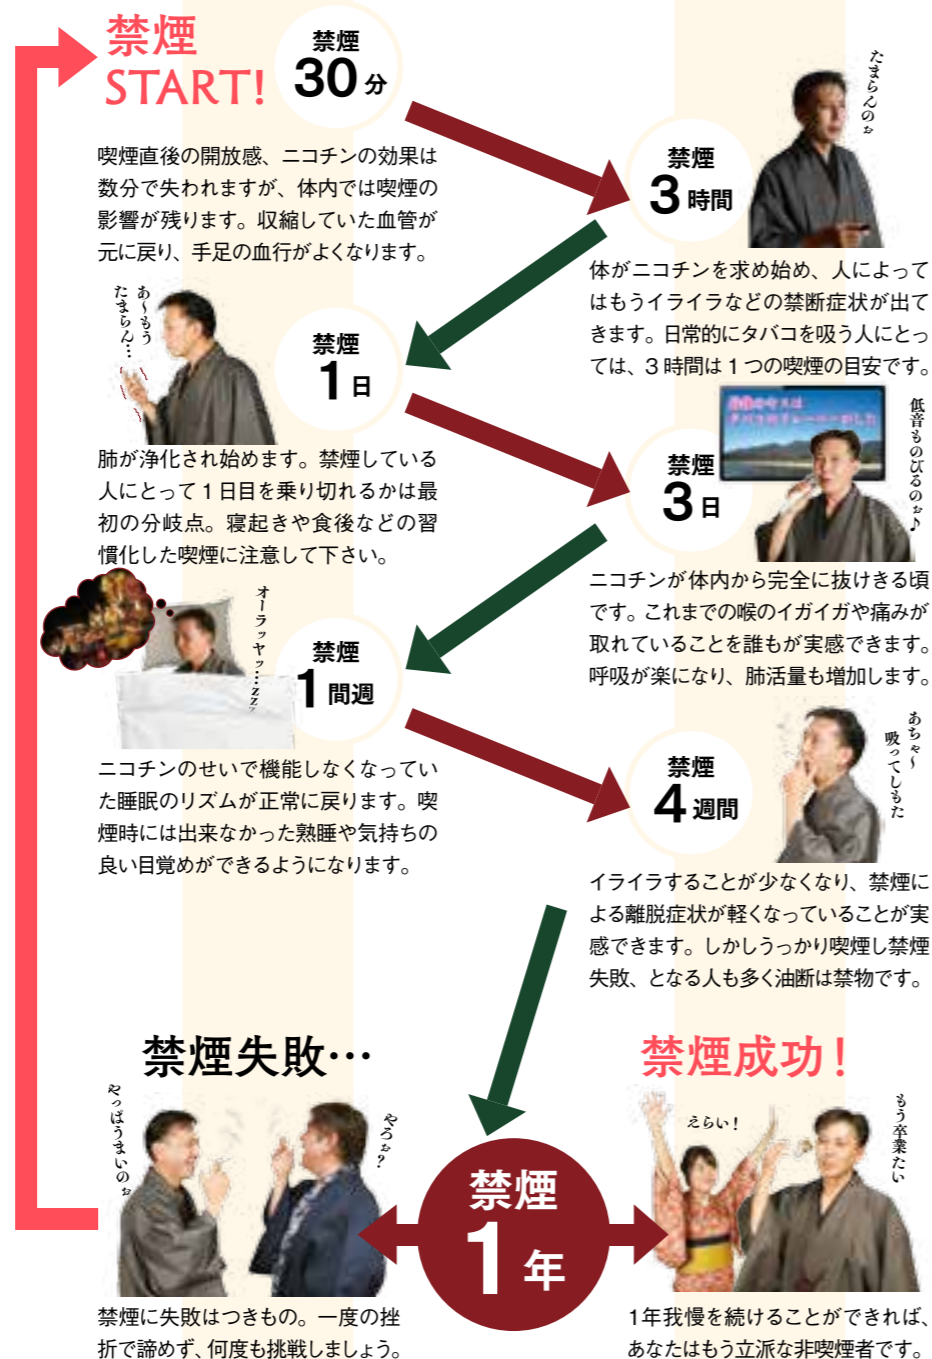 禁煙
START!
禁煙
30分
喫煙直後の開放感、ニコチンの効果は
数分で失われますが、体内では喫煙の
影響が残ります。収縮していた血管が
元に戻り、手足の血行がよくなります。
禁煙
3時間
たまらんのぉ
体がニコチンを求め始め、人によって
はもうイライラなどの禁断症状が出て
きます。日常的にタバコを吸う人にとっ
ては、3時間は1つの喫煙の目安です。
あ〜もう
たまらん…
禁煙
1日
肺が浄化され始めます。禁煙している
人にとって1日目を乗り切れるかは最
初の分岐点。寝起きや食後などの習
慣化した喫煙に注意して下さい。
禁煙
3日
最後のキスは
タバコのフレーバーがした
低音ものびるのぉ♪
ニコチンが体内から完全に抜けきる頃
です。これまでの喉のイガイガや痛みが
取れていることを誰もが実感できます。
呼吸が楽になり、肺活量も増加します。
オーラッヤッ…zzz
禁煙
1間週
ニコチンのせいで機能しなくなってい
た睡眠のリズムが正常に戻ります。喫
煙時には出来なかった熟睡や気持ちの
良い目覚めができるようになります。
禁煙
4週間
あちゃ〜
吸ってしもた
イライラすることが少なくなり、禁煙に
よる離脱症状が軽くなっていることが実
感できます。しかしうっかり喫煙し禁煙
失敗、となる人も多く油断は禁物です。
禁煙失敗…
やっぱうまいのぉ
やろぉ?
禁煙に失敗はつきもの。一度の挫
折で諦めず、何度も挑戦しましょう。
禁煙
1年
禁煙成功!
えらい!
もう卒業たい
1年我慢を続けることができれば、
あなたはもう立派な非喫煙者です。